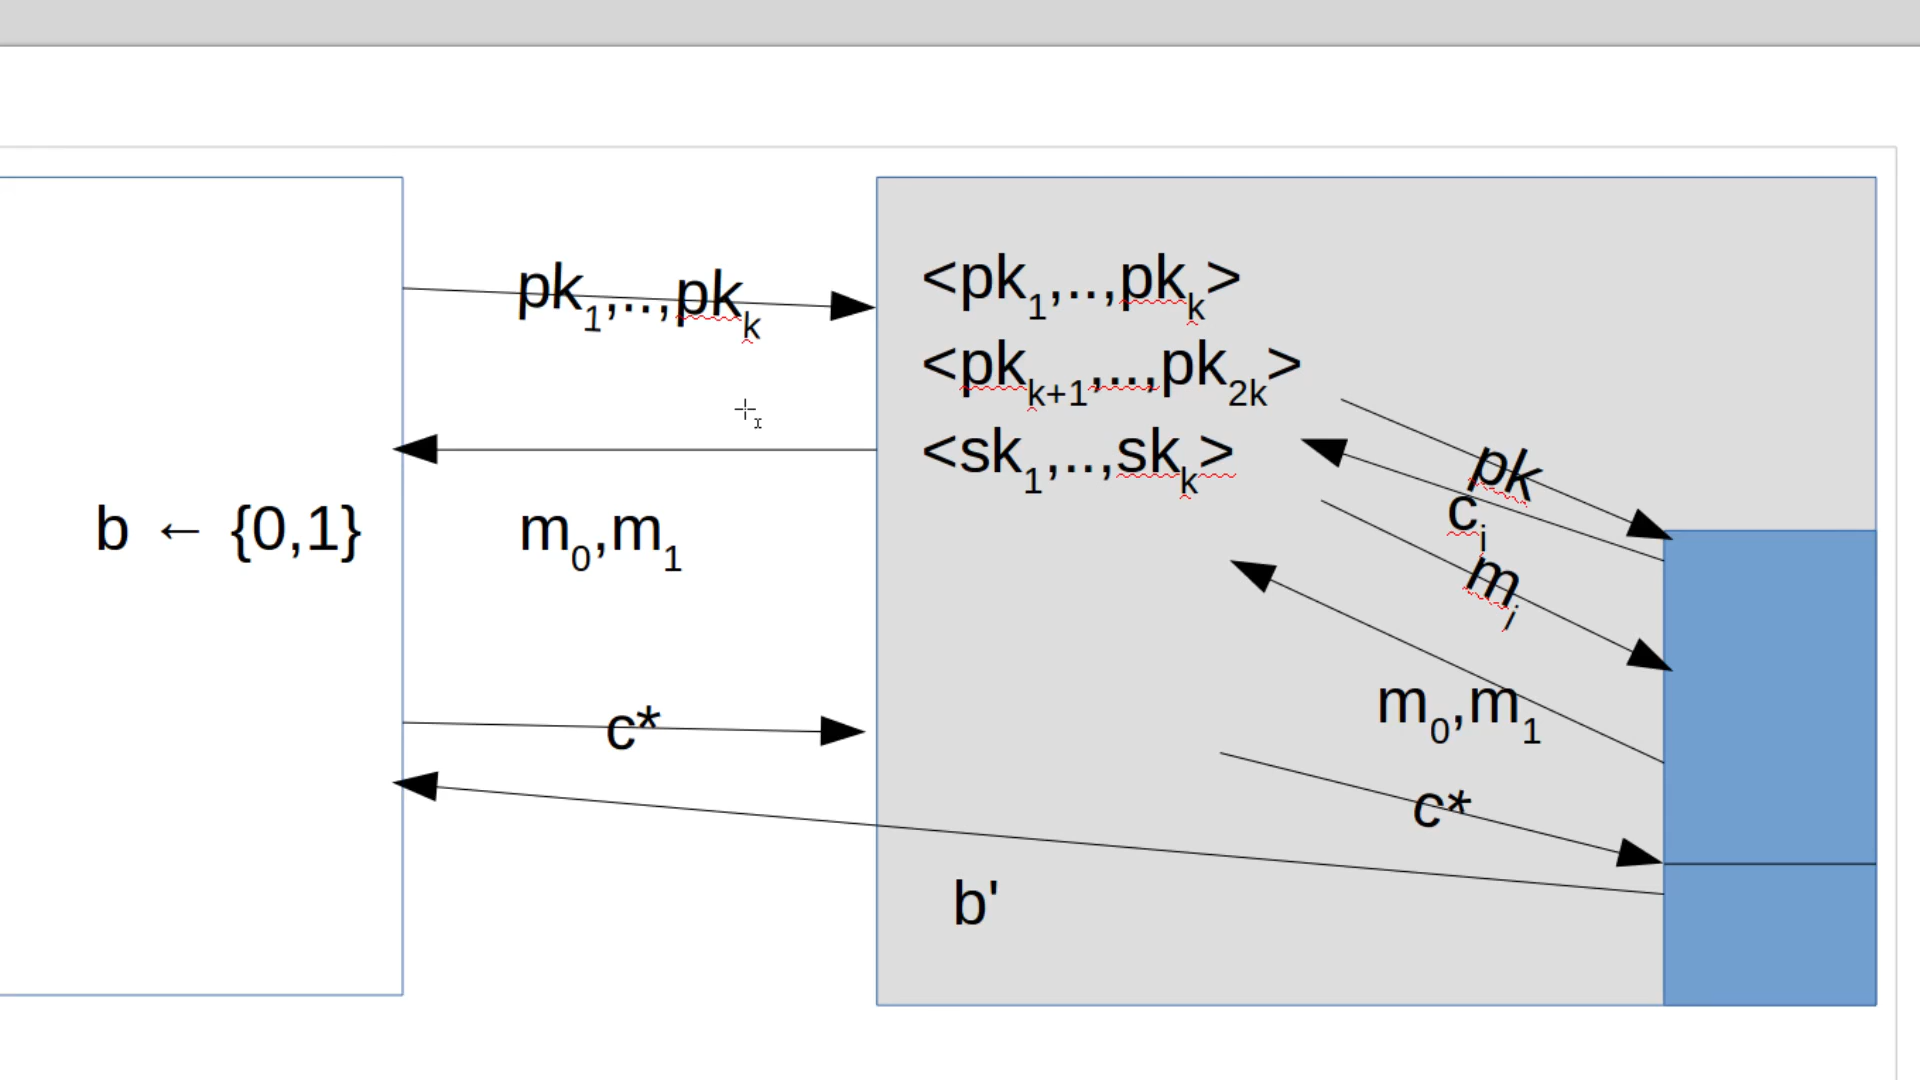 pk1,..,pkk
b ← {0,1}
m0,m1
c*
<pk1,..,pkk>
<pkk+1,..,pk2k>
<sk1,..,skk>
pk
ci
mi
m0,m1
c*
b'